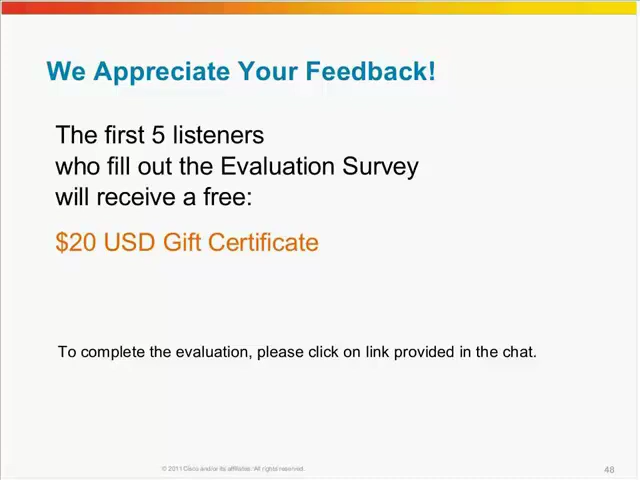 We Appreciate Your Feedback!
The first 5 listeners
who fill out the Evaluation Survey
will receive a free:
$20 USD Gift Certificate
To complete the evaluation, please click on link provided in the chat.
© 2011 Cisco and/or its affiliates. All rights reserved.
48